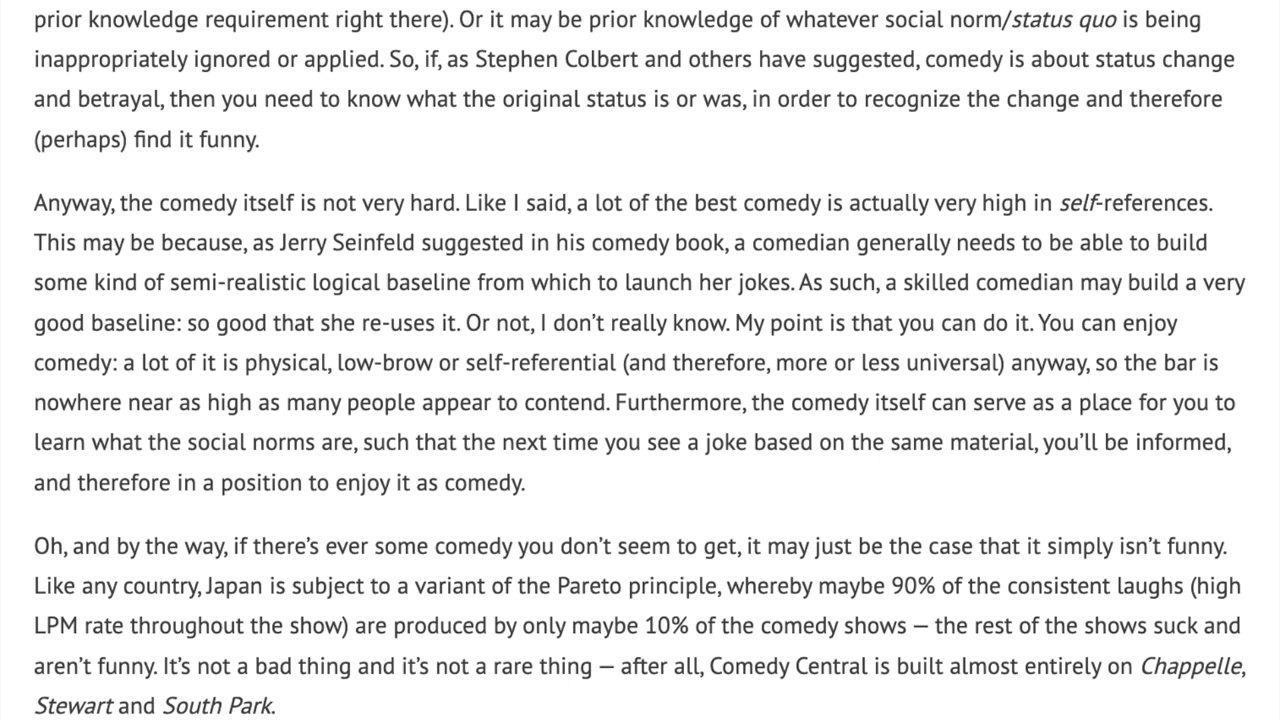 prior knowledge requirement right there). Or it may be prior knowledge of whatever social norm/status quo is being
inappropriately ignored or applied. So, if, as Stephen Colbert and others have suggested, comedy is about status change
and betrayal, then you need to know what the original status is or was, in order to recognize the change and therefore
(perhaps) find it funny.
Anyway, the comedy itself is not very hard. Like I said, a lot of the best comedy is actually very high in self-references.
This may be because, as Jerry Seinfeld suggested in his comedy book, a comedian generally needs to be able to build
some kind of semi-realistic logical baseline from which to launch her jokes. As such, a skilled comedian may build a very
good baseline: so good that she re-uses it. Or not, I don’t really know. My point is that you can do it. You can enjoy
comedy: a lot of it is physical, low-brow or self-referential (and therefore, more or less universal) anyway, so the bar is
nowhere near as high as many people appear to contend. Furthermore, the comedy itself can serve as a place for you to
learn what the social norms are, such that the next time you see a joke based on the same material, you’ll be informed,
and therefore in a position to enjoy it as comedy.
Oh, and by the way, if there’s ever some comedy you don’t seem to get, it may just be the case that it simply isn’t funny.
Like any country, Japan is subject to a variant of the Pareto principle, whereby maybe 90% of the consistent laughs (high
LPM rate throughout the show) are produced by only maybe 10% of the comedy shows — the rest of the shows suck and
aren’t funny. It’s not a bad thing and it’s not a rare thing — after all, Comedy Central is built almost entirely on Chappelle,
Stewart and South Park.